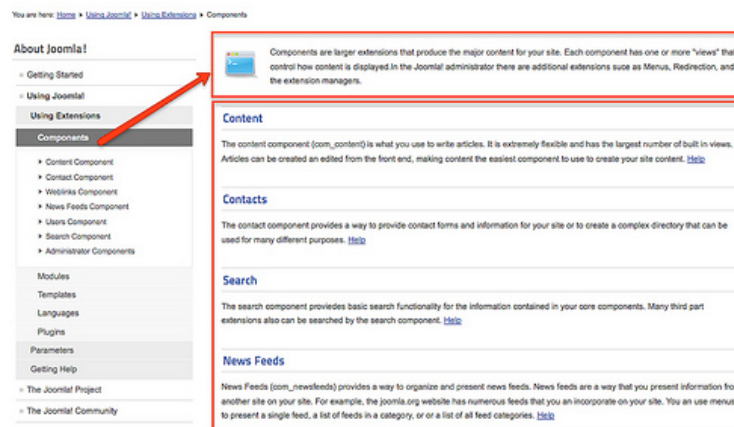 You are here: Home ▸ Using Joomla! ▸ Using Extensions ▸ Components
About Joomla!
Getting Started
Using Joomla!
Using Extensions
Components
Content Component
Contact Component
Weblinks Component
News Feeds Component
Users Component
Search Component
Administrator Components
Modules
Templates
Languages
Plugins
Parameters
Getting Help
The Joomla! Project
The Joomla! Community
Components are larger extensions that produce the major content for your site. Each component has one or more "views" that
control how content is displayed.In the Joomla! administrator there are additional extensions suce as Menus, Redirection, and
the extension managers.
Content
The content component (com_content) is what you use to write articles. It is extremely flexible and has the largest number of built in views.
Articles can be created an edited from the front end, making content the easiest component to use to create your site content. Help
Contacts
The contact component provides a way to provide contact forms and information for your site or to create a complex directory that can be
used for many different purposes. Help
Search
The search component proviedes basic search functionality for the information contained in your core components. Many third part
extensions also can be searched by the search component. Help
News Feeds
News Feeds (com_newsfeeds) provides a way to organize and present news feeds. News feeds are a way that you present information fro
another site on your site. For example, the joomla.org website has numerous feeds that you an incorporate on your site. You an use menus
to present a single feed, a list of feeds in a category, or or a list of all feed categories. Help